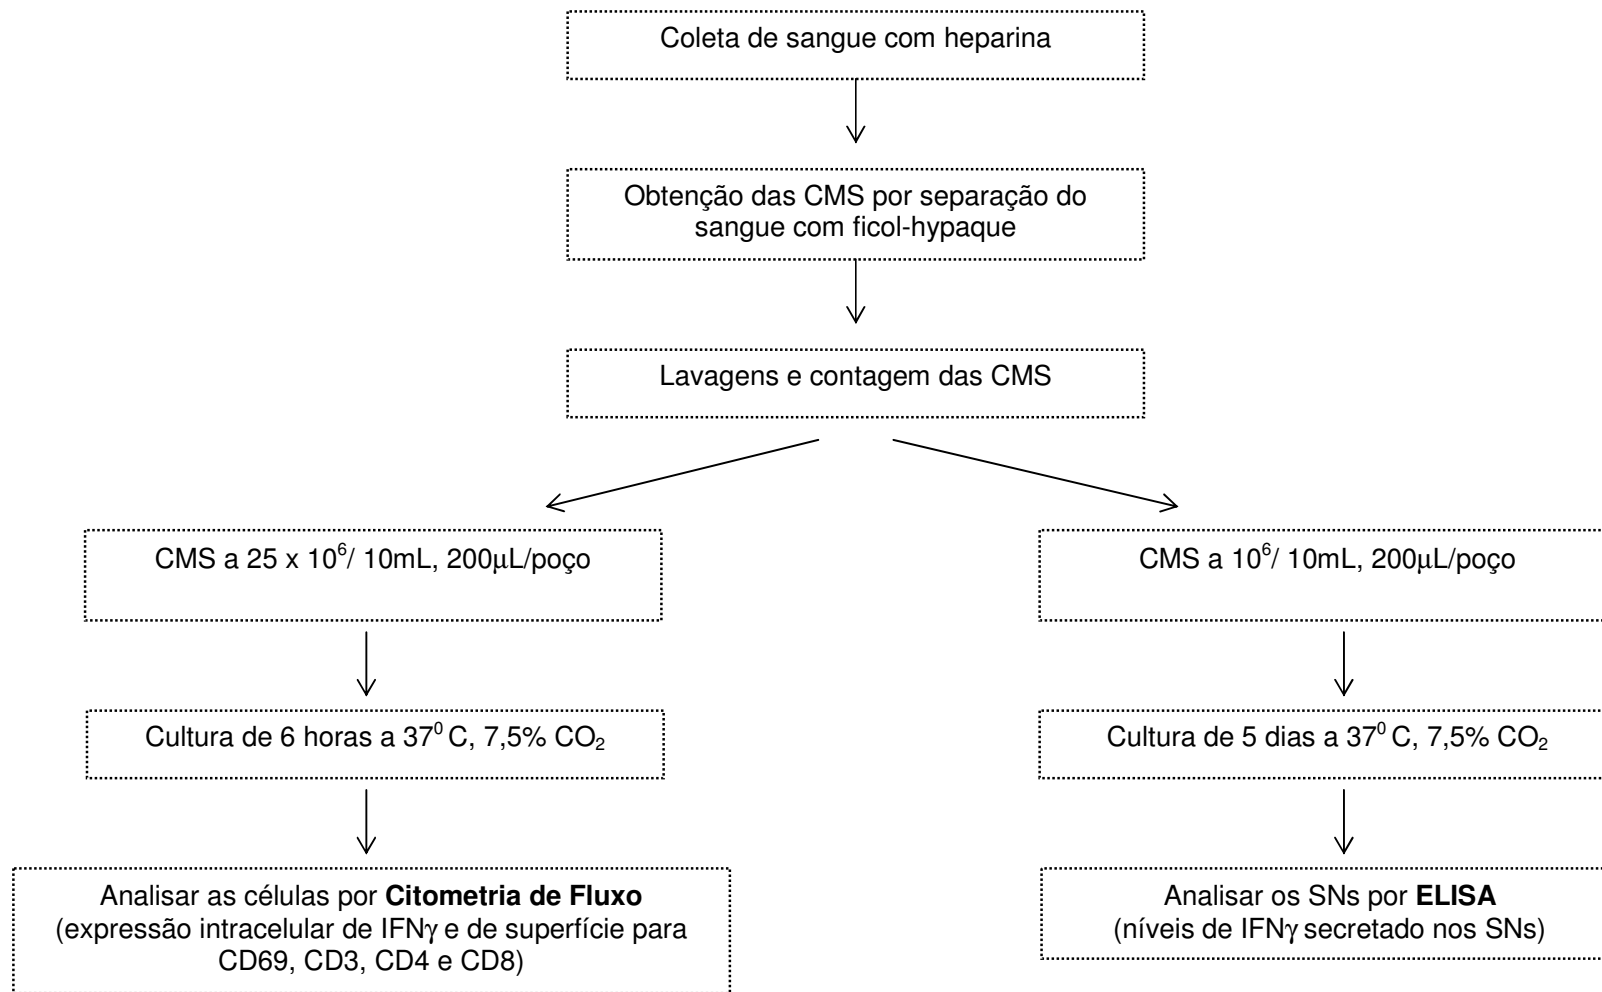 Coleta de sangue com heparina
Obtenção das CMS por separação do
sangue com ficol-hypaque
Lavagens e contagem das CMS
CMS a 25 x 10⁶/ 10mL, 200µL/poço
CMS a 10⁶/ 10mL, 200µL/poço
Cultura de 6 horas a 37⁰ C, 7,5% CO₂
Cultura de 5 dias a 37⁰ C, 7,5% CO₂
Analisar as células por Citometria de Fluxo
(expressão intracelular de IFNγ e de superfície para
CD69, CD3, CD4 e CD8)
Analisar os SNs por ELISA
(níveis de IFNγ secretado nos SNs)